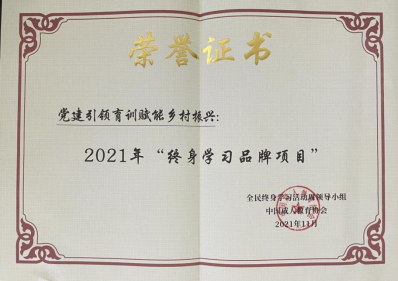 荣誉证书
党建引领育训赋能乡村振兴:
2021年“终身学习品牌项目”
全民终身学习活动周领导小组
中国成人教育协会
2021年11月